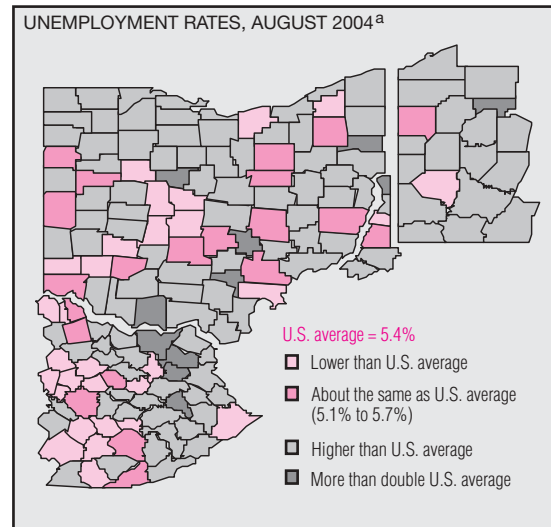 UNEMPLOYMENT RATES, AUGUST 2004a
U.S. average = 5.4%
Lower than U.S. average
About the same as U.S. average
(5.1% to 5.7%)
Higher than U.S. average
More than double U.S. average